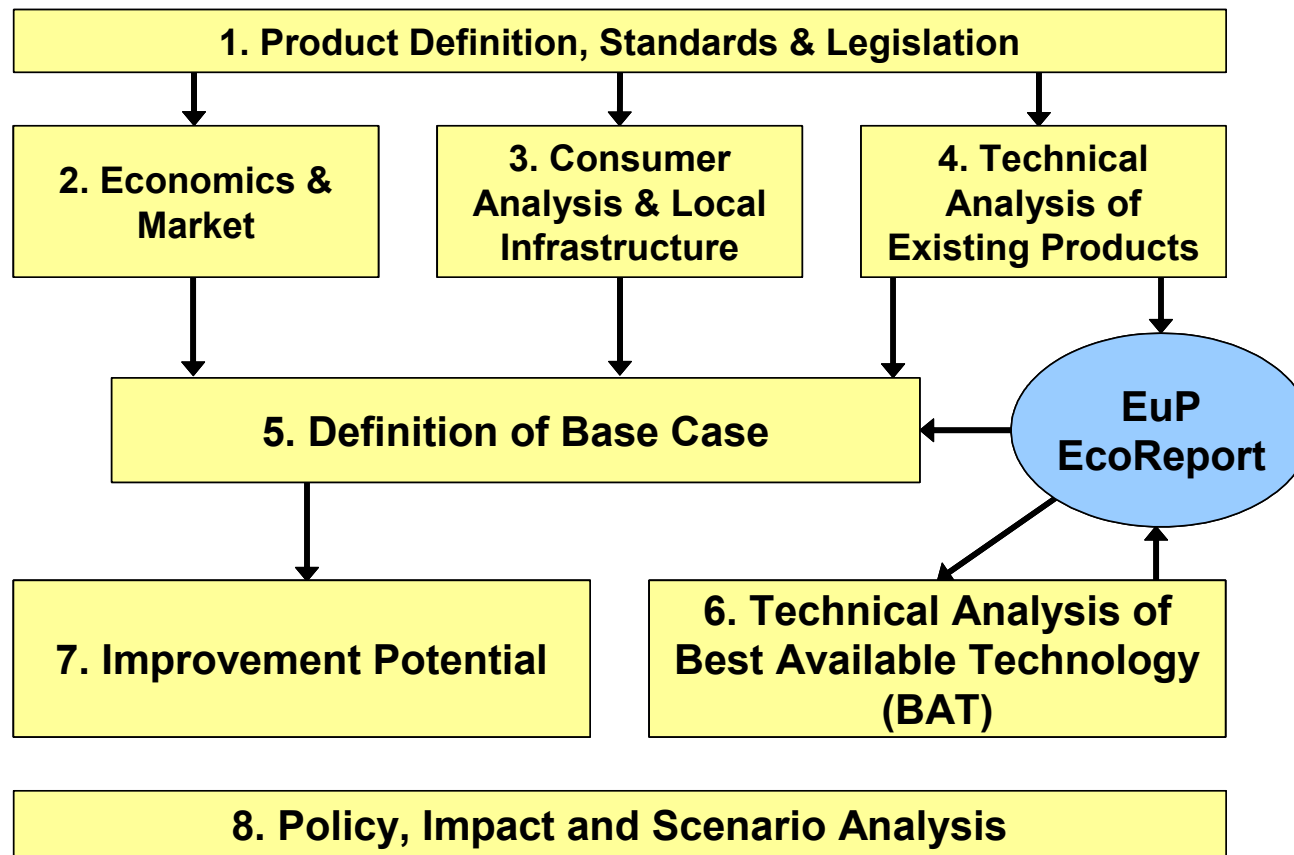 1. Product Definition, Standards & Legislation
2. Economics &
Market
3. Consumer
Analysis & Local
Infrastructure
4. Technical
Analysis of
Existing Products
5. Definition of Base Case
EuP
EcoReport
7. Improvement Potential
6. Technical Analysis of
Best Available Technology
(BAT)
8. Policy, Impact and Scenario Analysis